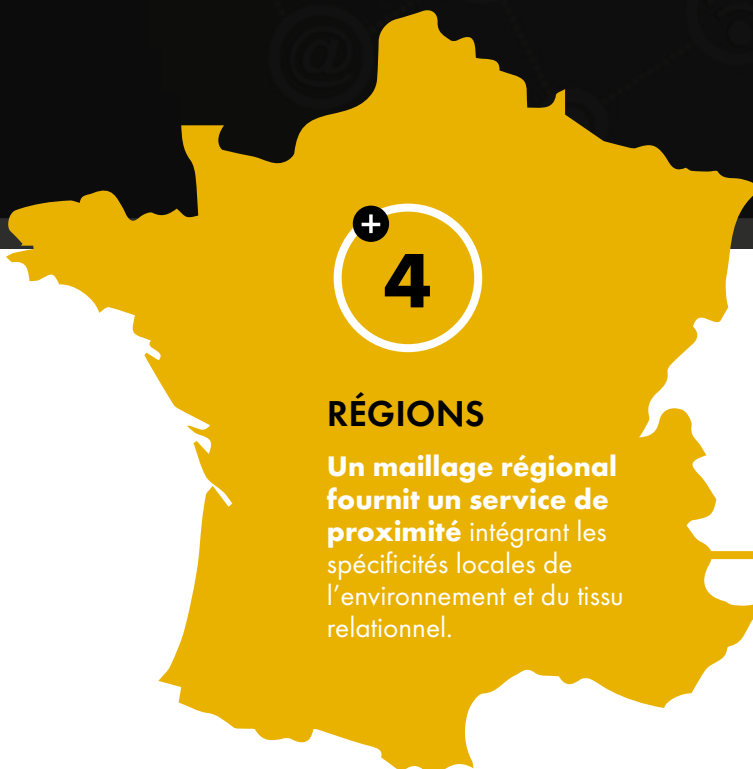 @
+
4
RÉGIONS
Un maillage régional
fournit un service de
proximité intégrant les
spécificités locales de
l’environnement et du tissu
relationnel.